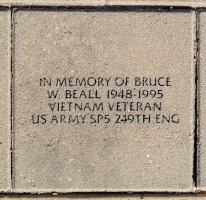 IN MEMORY OF BRUCE
W. BEALL 1948-1995
VIETNAM VETERAN
US ARMY SP5 249TH ENG